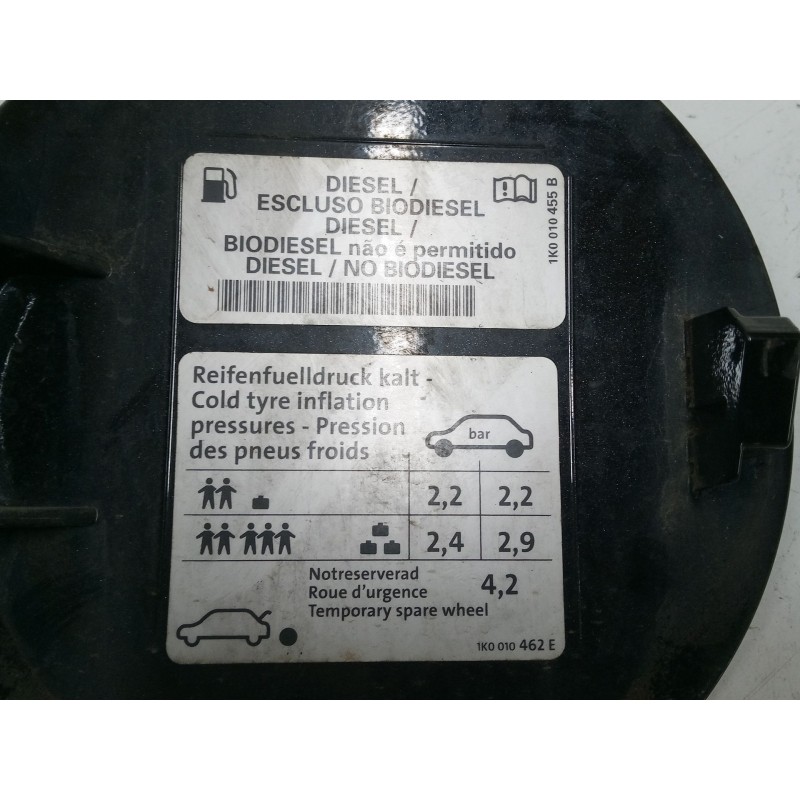 DIESEL /
ESCLUSO BIODIESEL
DIESEL /
BIODIESEL não é permitido
DIESEL / NO BIODIESEL
1K0 010 455 B
Reifenfuelldruck kalt -
Cold tyre inflation
pressures - Pression
des pneus froids
bar
2,2 2,2
2,4 2,9
Notreserverad
Roue d'urgence
Temporary spare wheel
4,2
1K0 010 462 E